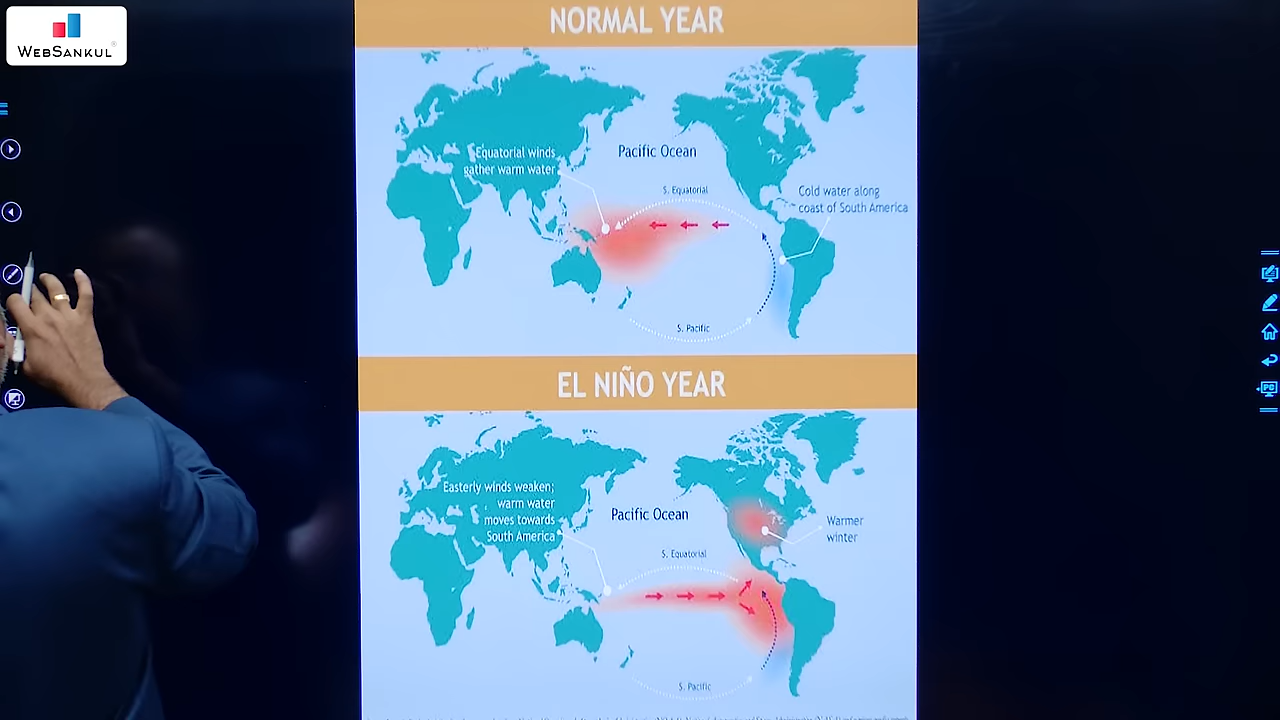 WEBSANKUL
NORMAL YEAR
Equatorial winds
gather warm water
Pacific Ocean
S. Equatorial
Cold water along
coast of South America
S. Pacific
EL NIÑO YEAR
Easterly winds weaken;
warm water
moves towards
South America
Pacific Ocean
S. Equatorial
Warmer
winter
S. Pacific